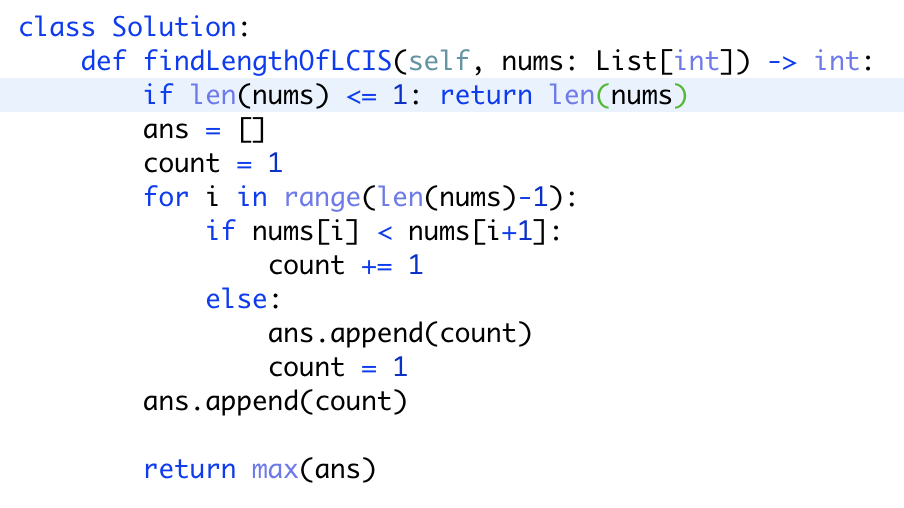 class Solution:
    def findLengthOfLCIS(self, nums: List[int]) -> int:
        if len(nums) <= 1: return len(nums)
        ans = []
        count = 1
        for i in range(len(nums)-1):
            if nums[i] < nums[i+1]:
                count += 1
            else:
                ans.append(count)
                count = 1
        ans.append(count)

        return max(ans)